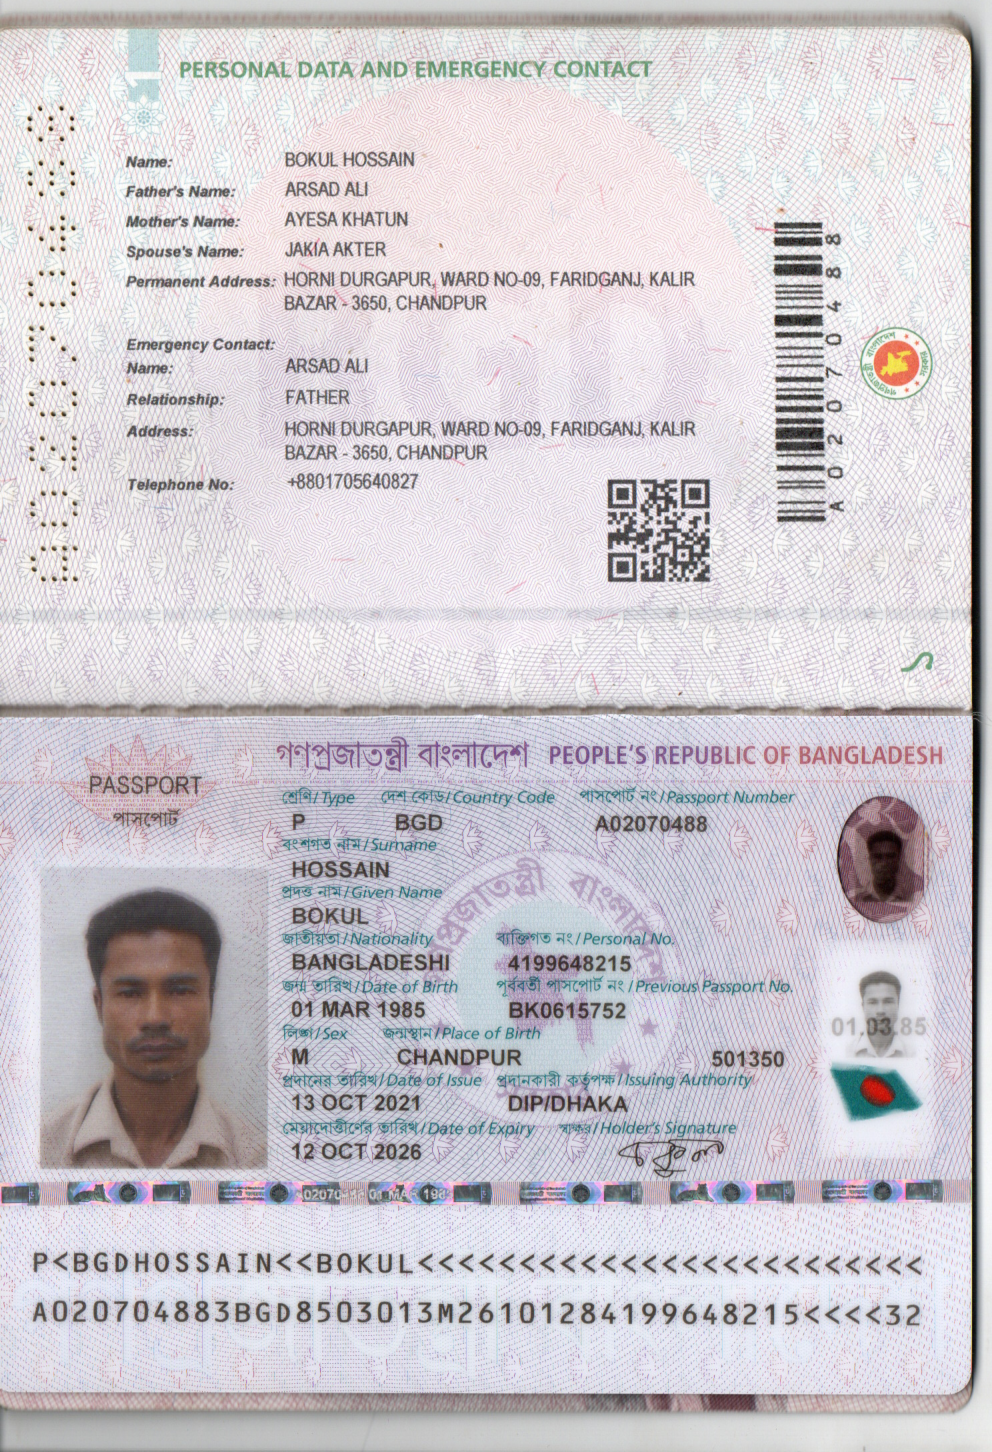 PERSONAL DATA AND EMERGENCY CONTACT
Name: BOKUL HOSSAIN
Father's Name: ARSAD ALI
Mother's Name: AYESA KHATUN
Spouse's Name: JAKIA AKTER
Permanent Address: HORNI DURGAPUR, WARD NO-09, FARIDGANJ, KALIR
BAZAR - 3650, CHANDPUR
Emergency Contact:
Name: ARSAD ALI
Relationship: FATHER
Address: HORNI DURGAPUR, WARD NO-09, FARIDGANJ, KALIR
BAZAR - 3650, CHANDPUR
Telephone No: +8801705640827
A02070488
A02070488
গণপ্রজাতন্ত্রী বাংলাদেশ PEOPLE'S REPUBLIC OF BANGLADESH
PASSPORT
পাসপোর্ট
শ্রেণি/Type দেশ কোড/Country Code পাসপোর্ট নং/Passport Number
P BGD A02070488
বংশগত নাম/Surname
HOSSAIN
প্রদত্ত নাম/Given Name
BOKUL
জাতীয়তা/Nationality ব্যক্তিগত নং/Personal No.
BANGLADESHI 4199648215
জন্ম তারিখ/Date of Birth পূর্ববর্তী পাসপোর্ট নং/Previous Passport No.
01 MAR 1985 BK0615752
লিঙ্গ/Sex জন্মস্থান/Place of Birth
M CHANDPUR 501350
প্রদানের তারিখ/Date of Issue প্রদানকারী কর্তৃপক্ষ/Issuing Authority
13 OCT 2021 DIP/DHAKA
মেয়াদোত্তীর্ণের তারিখ/Date of Expiry স্বাক্ষর/Holder's Signature
12 OCT 2026
01.03.85
P<BGDHOSSAIN<<BOKUL<<<<<<<<<<<<<<<<<<<<<<<<<
A020704883BGD8503013M26101284199648215<<<<32